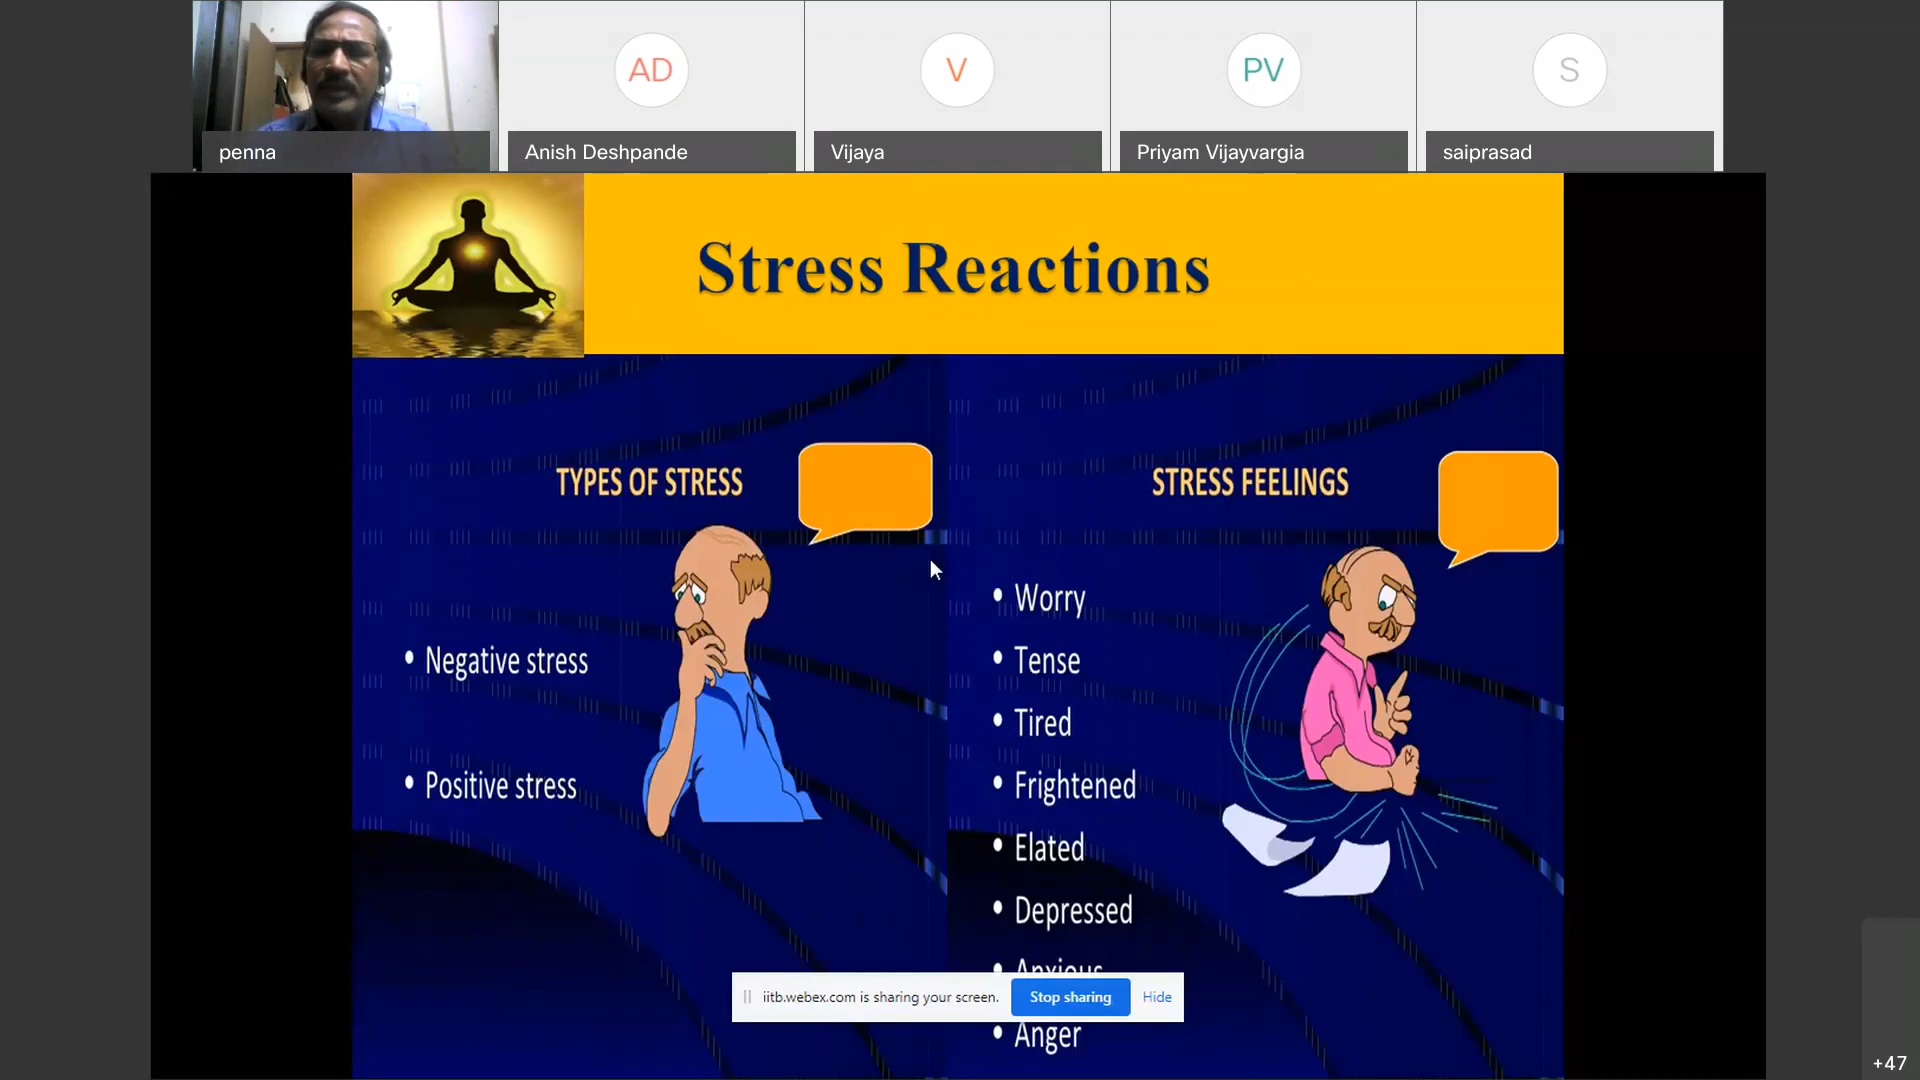 AD
V
PV
S
penna
Anish Deshpande
Vijaya
Priyam Vijayvargia
saiprasad
Stress Reactions
TYPES OF STRESS
• Negative stress
• Positive stress
STRESS FEELINGS
• Worry
• Tense
• Tired
• Frightened
• Elated
• Depressed
• Anxious
• Anger
iitb.webex.com is sharing your screen.
Stop sharing
Hide
+47